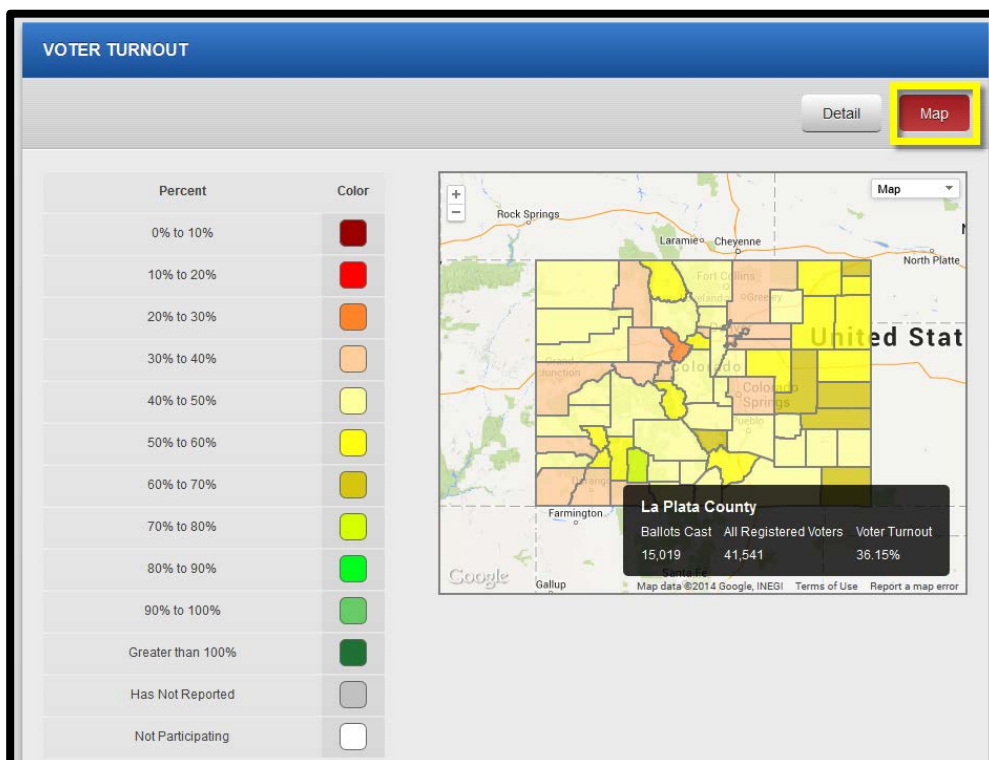 VOTER TURNOUT
Detail Map
Percent Color
0% to 10%
10% to 20%
20% to 30%
30% to 40%
40% to 50%
50% to 60%
60% to 70%
70% to 80%
80% to 90%
90% to 100%
Greater than 100%
Has Not Reported
Not Participating
+
−
Map
Rock Springs
Laramie Cheyenne
North Platte
Fort Collins
Greeley
United Stat
Grand
Junction
Colorado
Colorado
Springs
Pueblo
Durango
Farmington
La Plata County
Ballots Cast All Registered Voters Voter Turnout
15,019 41,541 36.15%
Santa Fe
Google
Gallup
Map data ©2014 Google, INEGI Terms of Use Report a map error